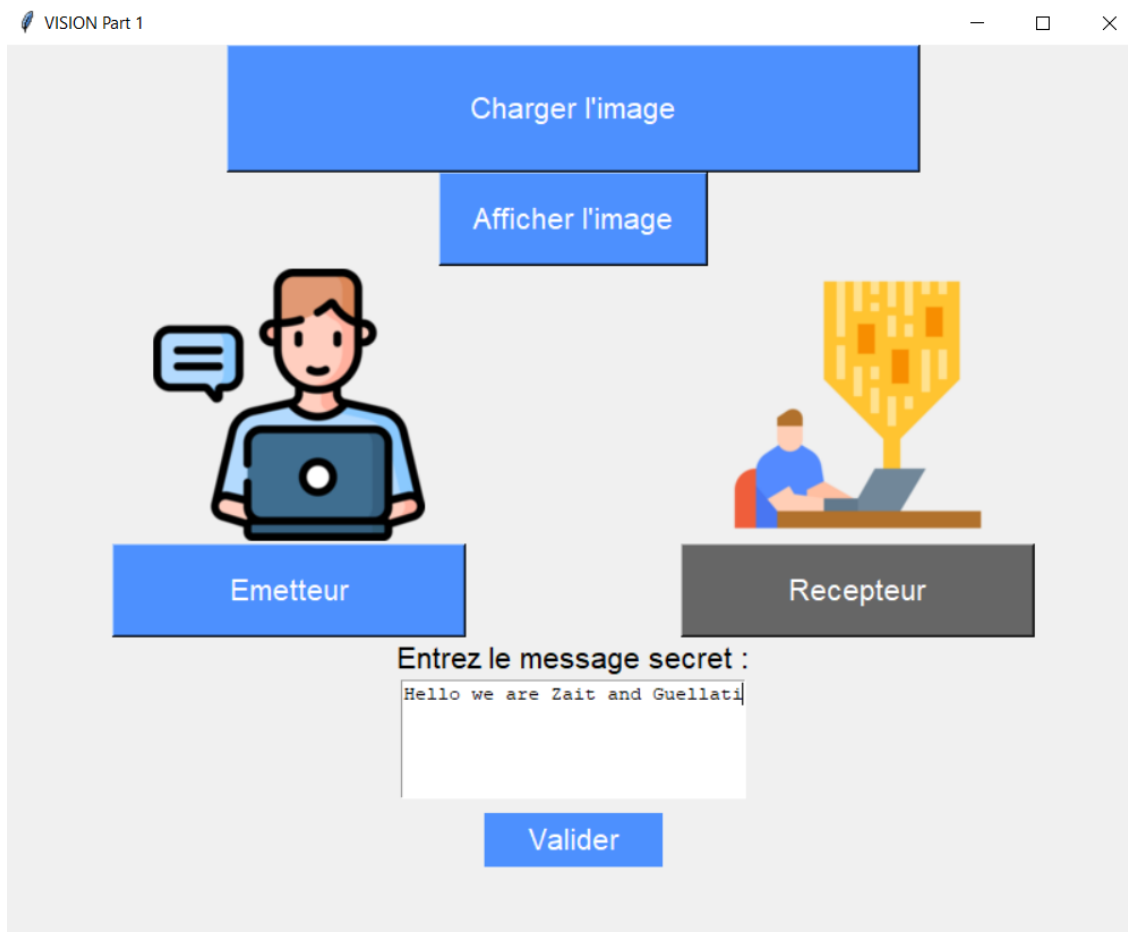 VISION Part 1
Charger l'image
Afficher l'image
Emetteur
Recepteur
Entrez le message secret :
Hello we are Zait and Guellati
Valider